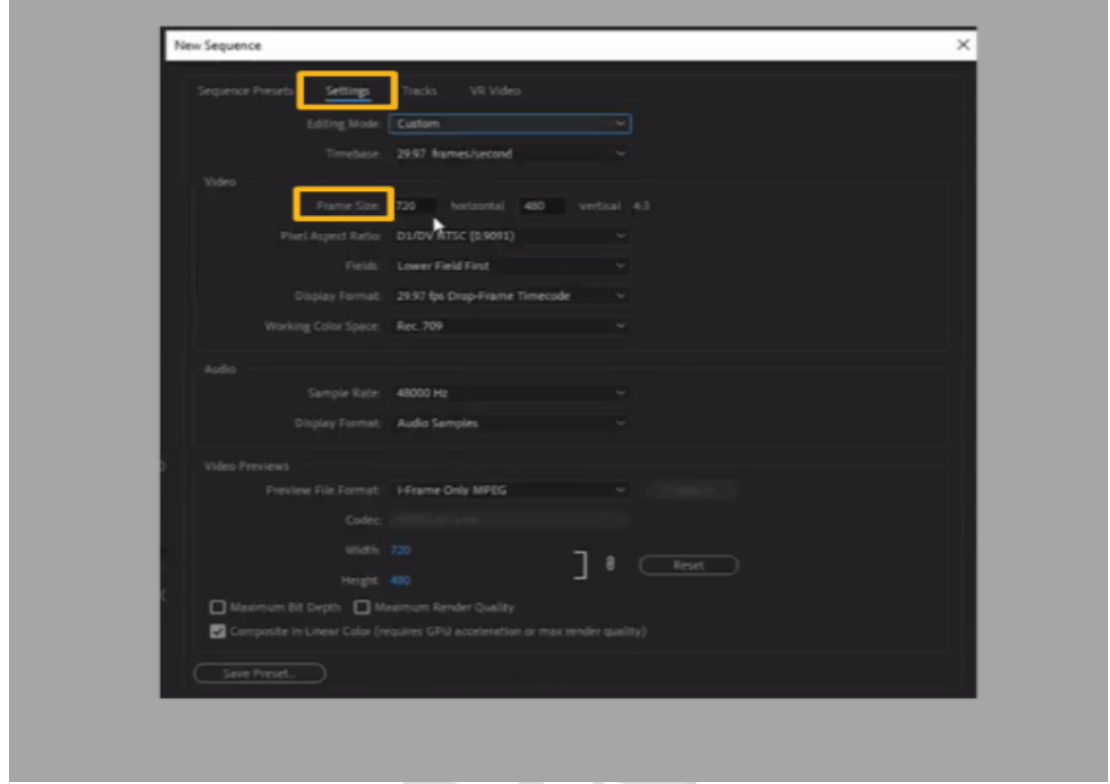 New Sequence
Sequence Presets Settings Tracks VR Video
Editing Mode: Custom
Timebase: 29.97 frames/second
Video
Frame Size: 720 horizontal 480 vertical 4:3
Pixel Aspect Ratio: D1/DV NTSC (0.9091)
Fields: Lower Field First
Display Format: 29.97 fps Drop-Frame Timecode
Working Color Space: Rec. 709
Audio
Sample Rate: 48000 Hz
Display Format: Audio Samples
Video Previews
Preview File Format: I-Frame Only MPEG
Codec:
Width: 720
Height: 480
Reset
Maximum Bit Depth Maximum Render Quality
Composite in Linear Color (requires GPU acceleration or max render quality)
Save Preset...